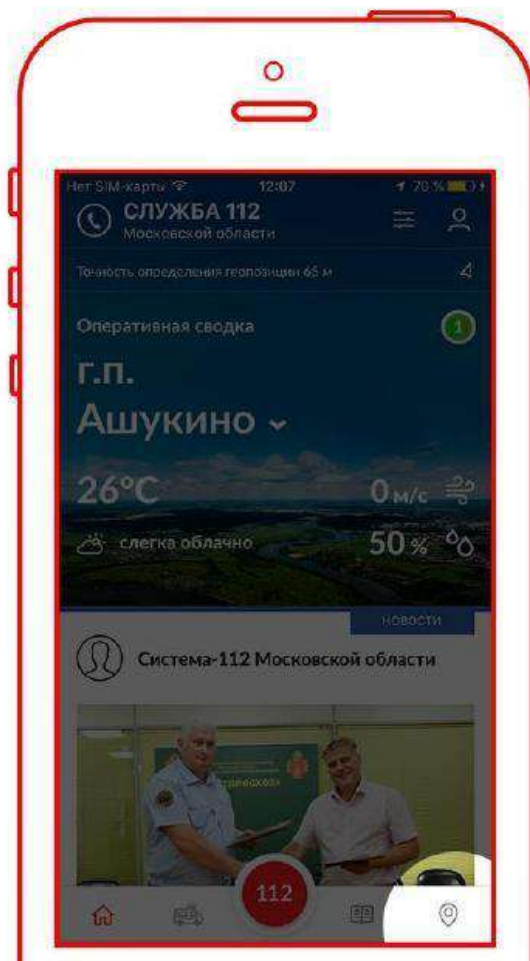 Нет SIM-карты 12:07 70 %
СЛУЖБА 112
Московской области
Точность определения геопозиции 65 м
Оперативная сводка 1
г.п.
Ашукино
26°C 0 м/с
слегка облачно 50 %
НОВОСТИ
Система-112 Московской области
112